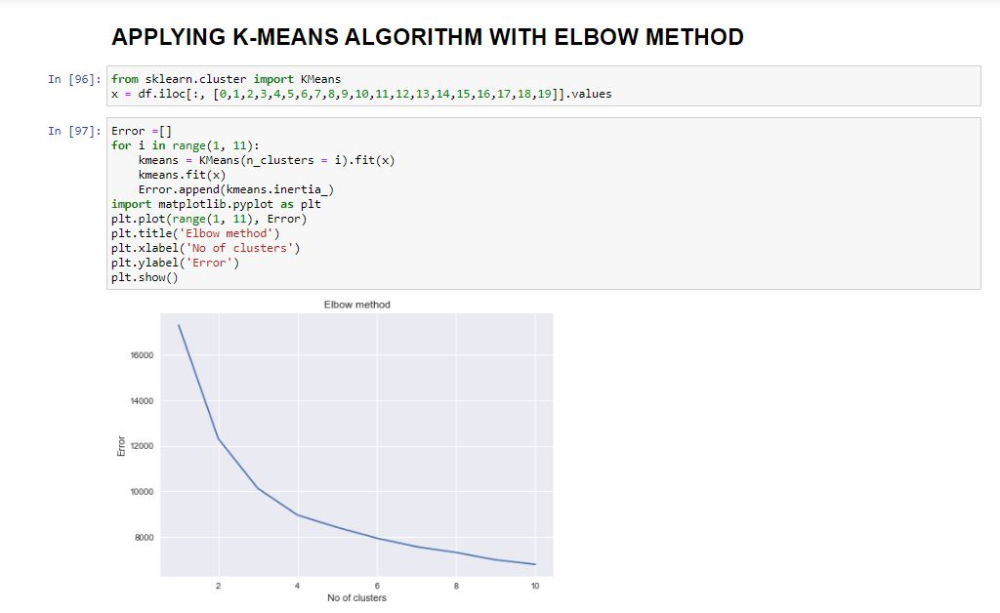 APPLYING K-MEANS ALGORITHM WITH ELBOW METHOD
In [96]: from sklearn.cluster import KMeans
x = df.iloc[:, [0,1,2,3,4,5,6,7,8,9,10,11,12,13,14,15,16,17,18,19]].values
In [97]: Error =[]
for i in range(1, 11):
    kmeans = KMeans(n_clusters = i).fit(x)
    kmeans.fit(x)
    Error.append(kmeans.inertia_)
import matplotlib.pyplot as plt
plt.plot(range(1, 11), Error)
plt.title('Elbow method')
plt.xlabel('No of clusters')
plt.ylabel('Error')
plt.show()
Elbow method
16000
14000
12000
10000
8000
Error
2 4 6 8 10
No of clusters